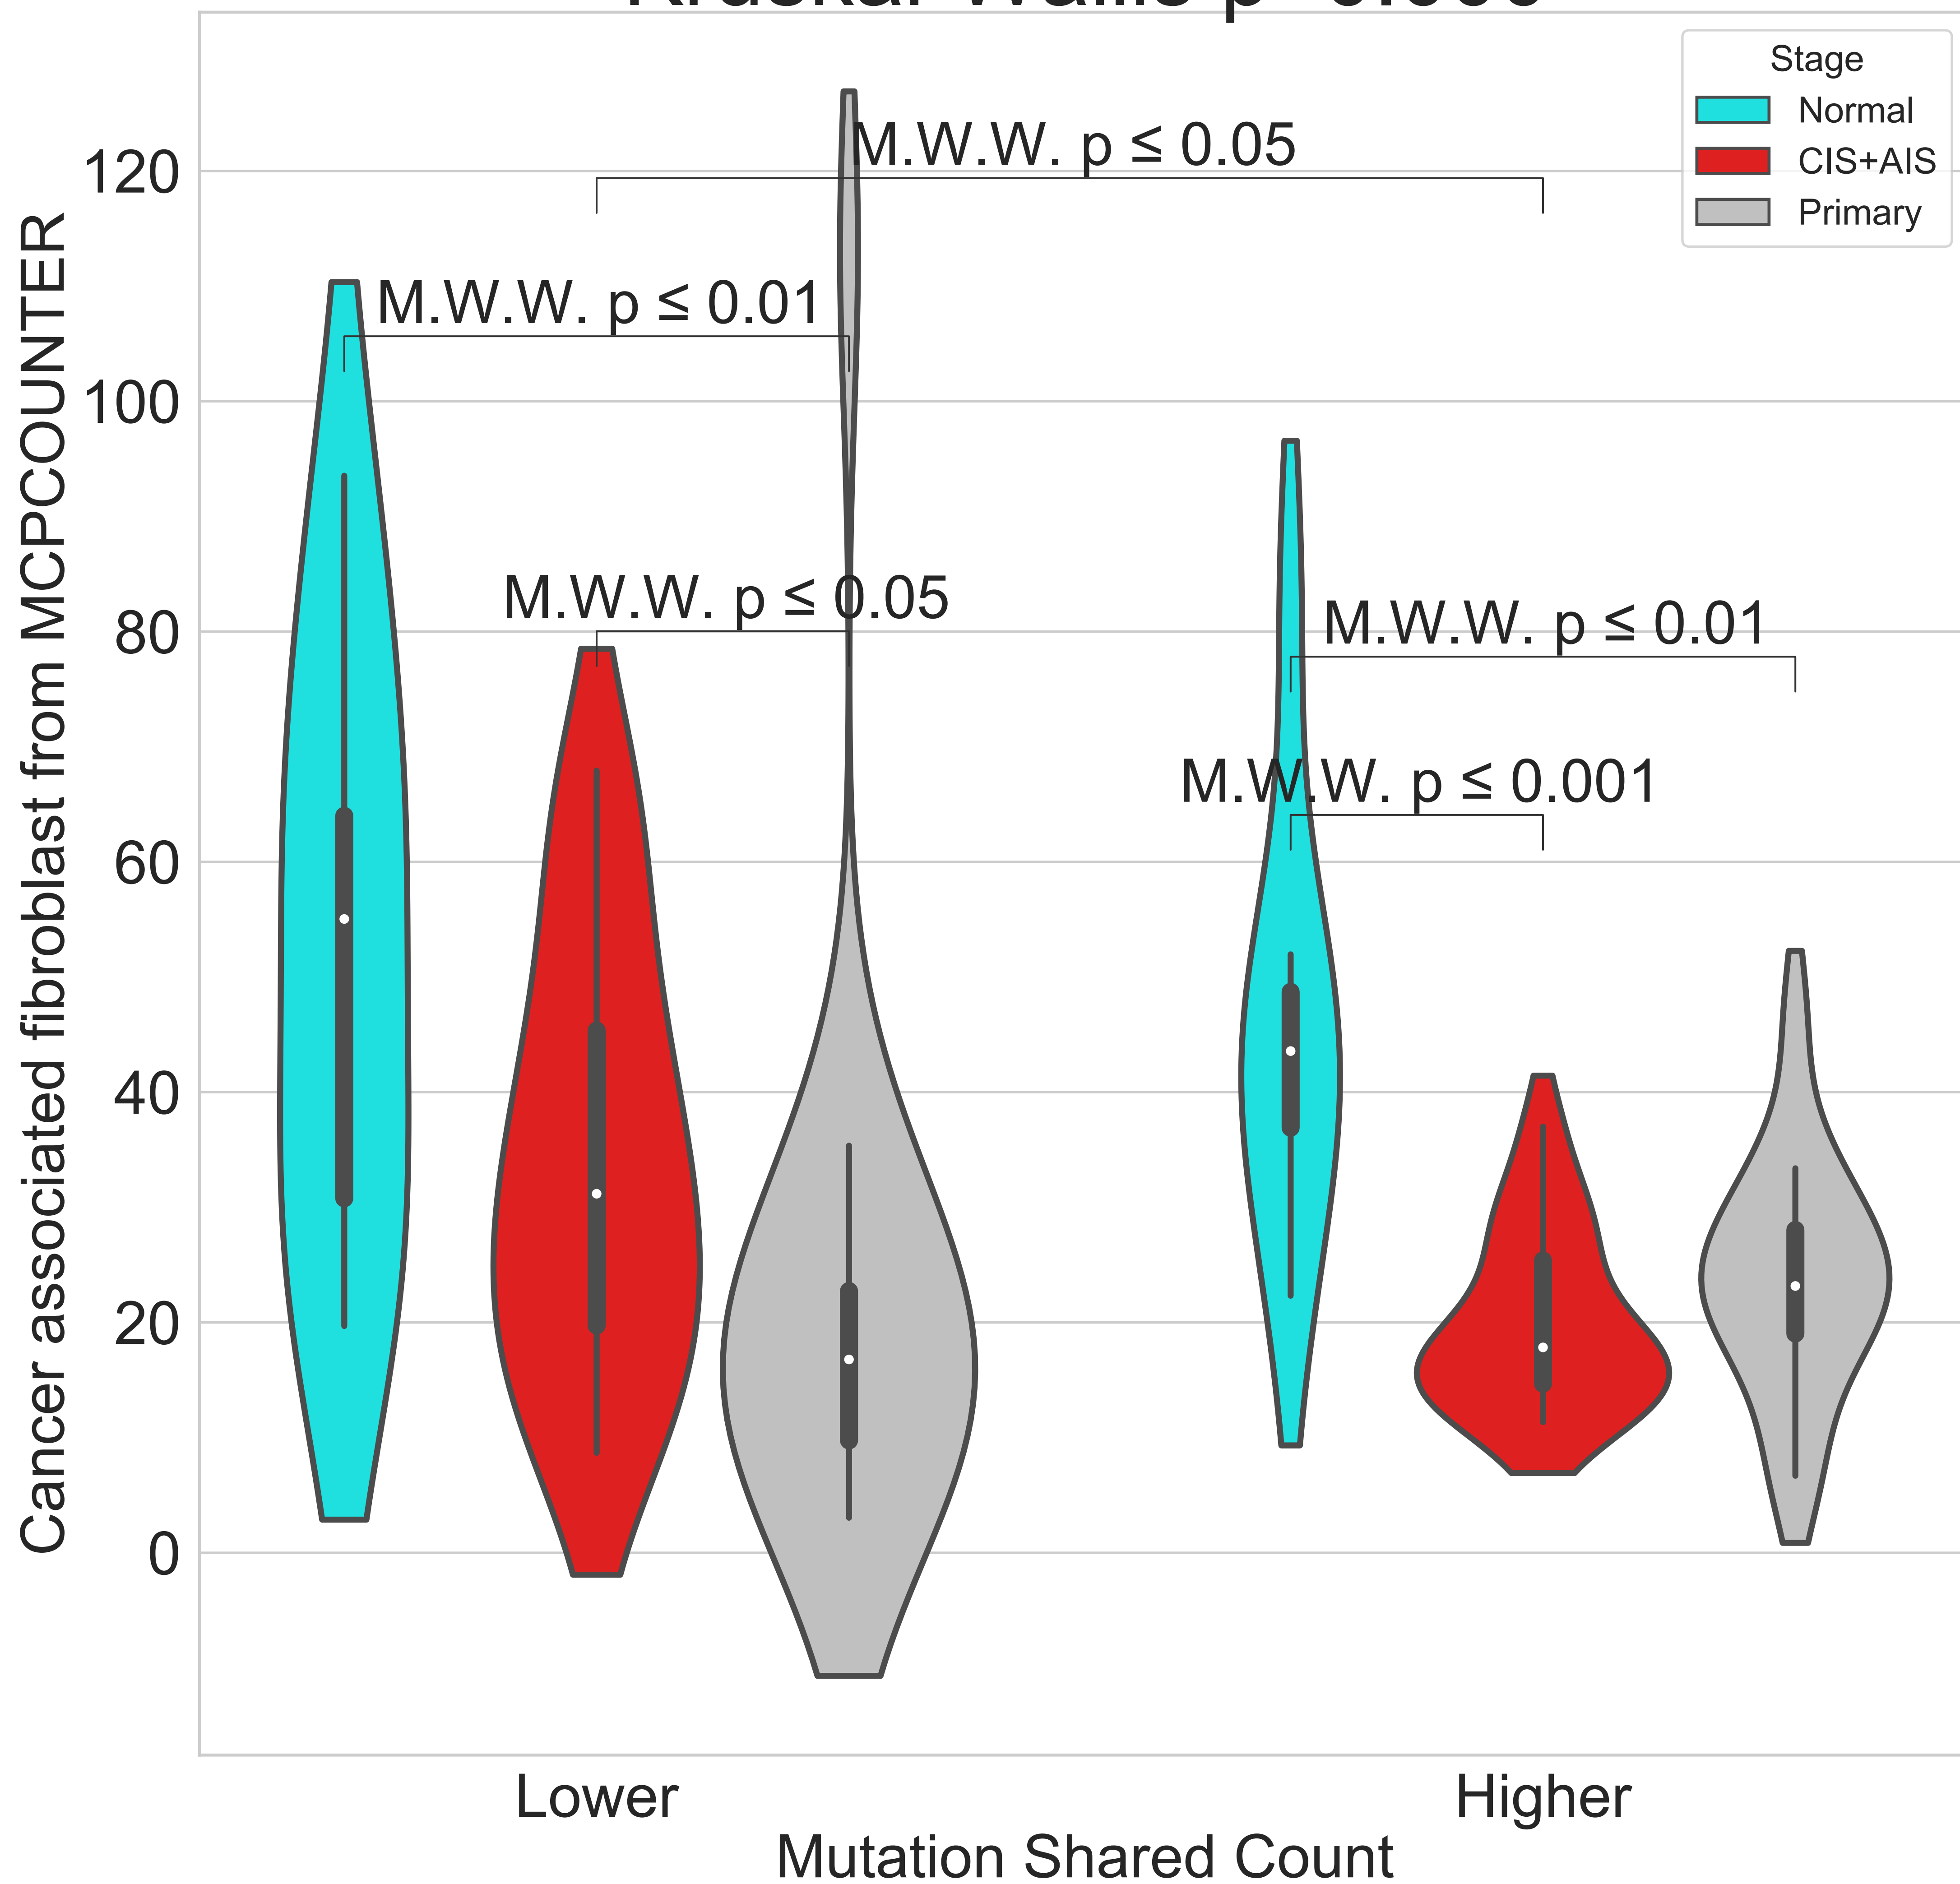 Stage
Normal
CIS+AIS
Primary
M.W.W. p ≤ 0.05
M.W.W. p ≤ 0.01
M.W.W. p ≤ 0.05
M.W.W. p ≤ 0.01
M.W.W. p ≤ 0.001
120
100
80
60
40
20
0
Cancer associated fibroblast from MCPCOUNTER
Lower
Higher
Mutation Shared Count